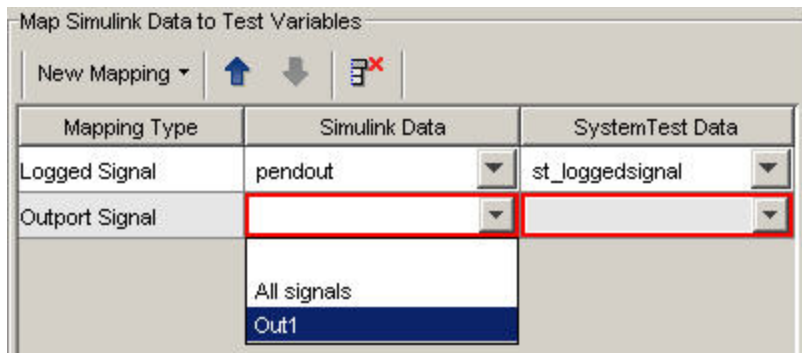 Map Simulink Data to Test Variables
New Mapping
Mapping Type Simulink Data SystemTest Data
Logged Signal pendout st_loggedsignal
Outport Signal
All signals
Out1